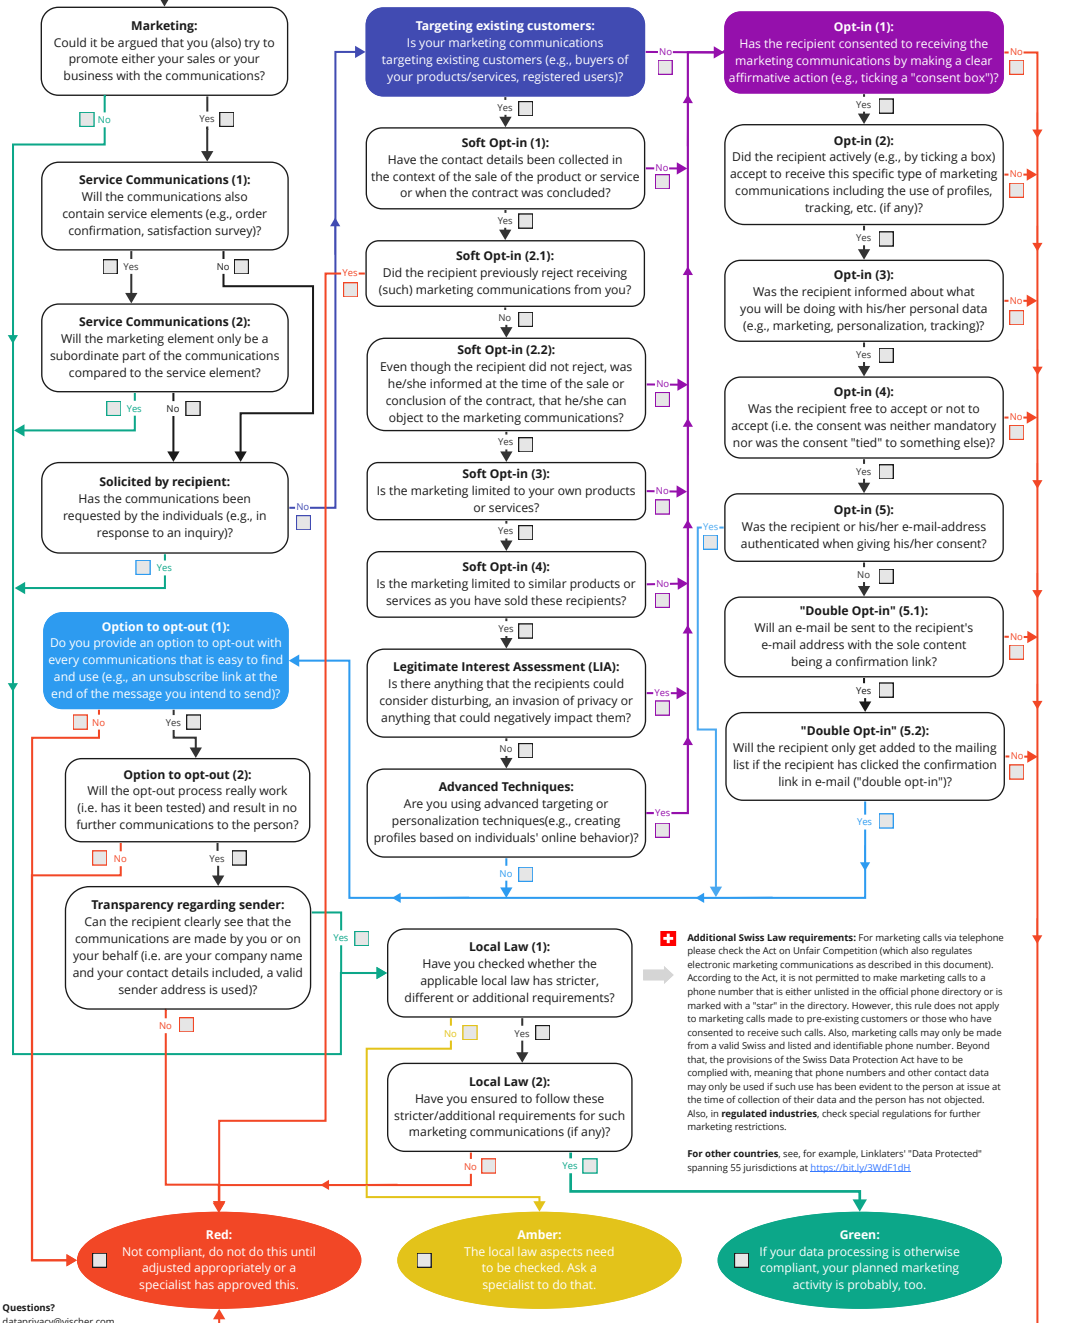 Marketing:
Could it be argued that you (also) try to
promote either your sales or your
business with the communications?
No
Yes
Service Communications (1):
Will the communications also
contain service elements (e.g., order
confirmation, satisfaction survey)?
Yes
No
Service Communications (2):
Will the marketing element only be a
subordinate part of the communications
compared to the service element?
Yes
No
Solicited by recipient:
Has the communications been
requested by the individuals (e.g., in
response to an inquiry)?
No
Yes
Option to opt-out (1):
Do you provide an option to opt-out with
every communications that is easy to find
and use (e.g., an unsubscribe link at the
end of the message you intend to send)?
No
Yes
Option to opt-out (2):
Will the opt-out process really work
(i.e. has it been tested) and result in no
further communications to the person?
No
Yes
Transparency regarding sender:
Can the recipient clearly see that the
communications are made by you or on
your behalf (i.e. are your company name
and your contact details included, a valid
sender address is used)?
Yes
No
Targeting existing customers:
Is your marketing communications
targeting existing customers (e.g., buyers of
your products/services, registered users)?
No
Yes
Soft Opt-in (1):
Have the contact details been collected in
the context of the sale of the product or service
or when the contract was concluded?
No
Yes
Soft Opt-in (2.1):
Did the recipient previously reject receiving
(such) marketing communications from you?
Yes
No
Soft Opt-in (2.2):
Even though the recipient did not reject, was
he/she informed at the time of the sale or
conclusion of the contract, that he/she can
object to the marketing communications?
No
Yes
Soft Opt-in (3):
Is the marketing limited to your own products
or services?
No
Yes
Soft Opt-in (4):
Is the marketing limited to similar products or
services as you have sold these recipients?
No
Yes
Legitimate Interest Assessment (LIA):
Is there anything that the recipients could
consider disturbing, an invasion of privacy or
anything that could negatively impact them?
Yes
No
Advanced Techniques:
Are you using advanced targeting or
personalization techniques(e.g., creating
profiles based on individuals' online behavior)?
Yes
No
Opt-in (1):
Has the recipient consented to receiving the
marketing communications by making a clear
affirmative action (e.g., ticking a "consent box")?
No
Yes
Opt-in (2):
Did the recipient actively (e.g., by ticking a box)
accept to receive this specific type of marketing
communications including the use of profiles,
tracking, etc. (if any)?
No
Yes
Opt-in (3):
Was the recipient informed about what
you will be doing with his/her personal data
(e.g., marketing, personalization, tracking)?
No
Yes
Opt-in (4):
Was the recipient free to accept or not to
accept (i.e. the consent was neither mandatory
nor was the consent "tied" to something else)?
No
Yes
Opt-in (5):
Was the recipient or his/her e-mail-address
authenticated when giving his/her consent?
Yes
No
"Double Opt-in" (5.1):
Will an e-mail be sent to the recipient's
e-mail address with the sole content
being a confirmation link?
No
Yes
"Double Opt-in" (5.2):
Will the recipient only get added to the mailing
list if the recipient has clicked the confirmation
link in e-mail ("double opt-in")?
No
Yes
Local Law (1):
Have you checked whether the
applicable local law has stricter,
different or additional requirements?
No
Yes
Local Law (2):
Have you ensured to follow these
stricter/additional requirements for such
marketing communications (if any)?
No
Yes
Additional Swiss Law requirements: For marketing calls via telephone
please check the Act on Unfair Competition (which also regulates
electronic marketing communications as described in this document).
According to the Act, it is not permitted to make marketing calls to a
phone number that is either unlisted in the official phone directory or is
marked with a "star" in the directory. However, this rule does not apply
to marketing calls made to pre-existing customers or those who have
consented to receive such calls. Also, marketing calls may only be made
from a valid Swiss and listed and identifiable phone number. Beyond
that, the provisions of the Swiss Data Protection Act have to be
complied with, meaning that phone numbers and other contact data
may only be used if such use has been evident to the person at issue at
the time of collection of their data and the person has not objected.
Also, in regulated industries, check special regulations for further
marketing restrictions.
For other countries, see, for example, Linklaters' "Data Protected"
spanning 55 jurisdictions at https://bit.ly/3WdF1dH
Red:
Not compliant, do not do this until
adjusted appropriately or a
specialist has approved this.
Amber:
The local law aspects need
to be checked. Ask a
specialist to do that.
Green:
If your data processing is otherwise
compliant, your planned marketing
activity is probably, too.
Questions?
dataprivacy@vischer.com